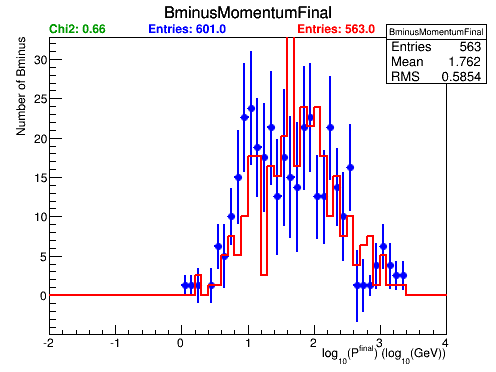 BminusMomentumFinal
Chi2: 0.66
Entries: 601.0
Entries: 563.0
BminusMomentumFinal
Entries 563
Mean 1.762
RMS 0.5854
Number of Bminus
30
25
20
15
10
5
0
-2 -1 0 1 2 3 4
log10(P^final) (log10(GeV))